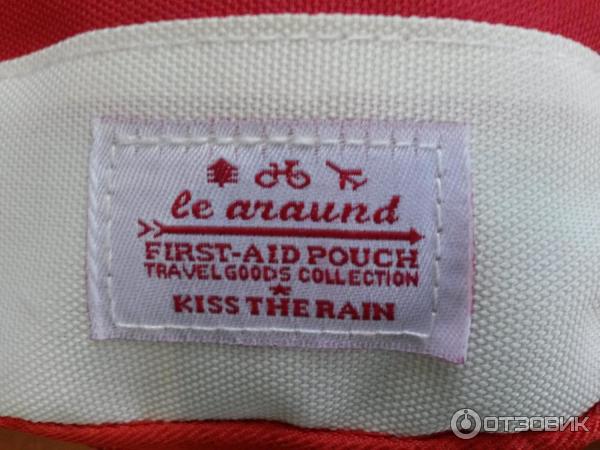 le araund
FIRST-AID POUCH
TRAVEL GOODS COLLECTION
KISS THE RAIN
ОТЗОВИК